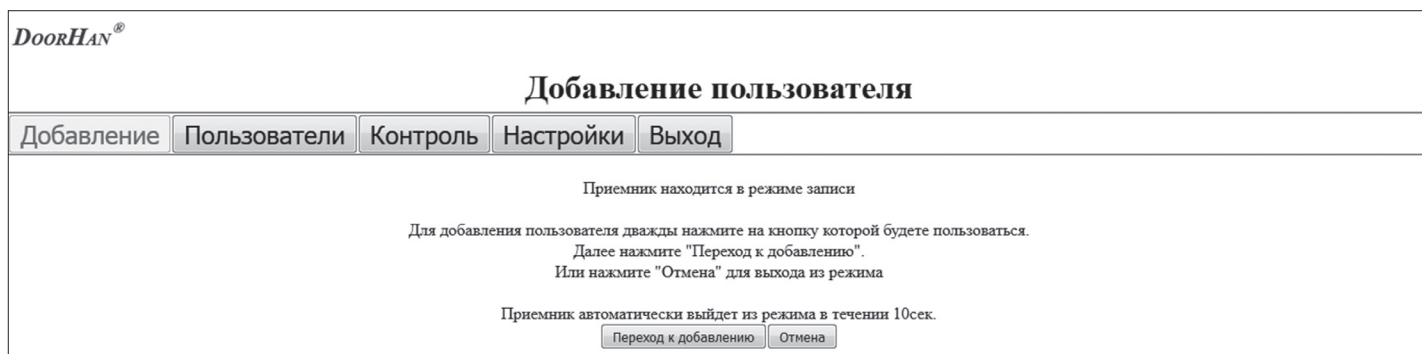 DOORHAN®
Добавление пользователя
Добавление Пользователи Контроль Настройки Выход
Приемник находится в режиме записи
Для добавления пользователя дважды нажмите на кнопку которой будете пользоваться.
Далее нажмите "Переход к добавлению".
Или нажмите "Отмена" для выхода из режима
Приемник автоматически выйдет из режима в течении 10сек.
Переход к добавлению Отмена